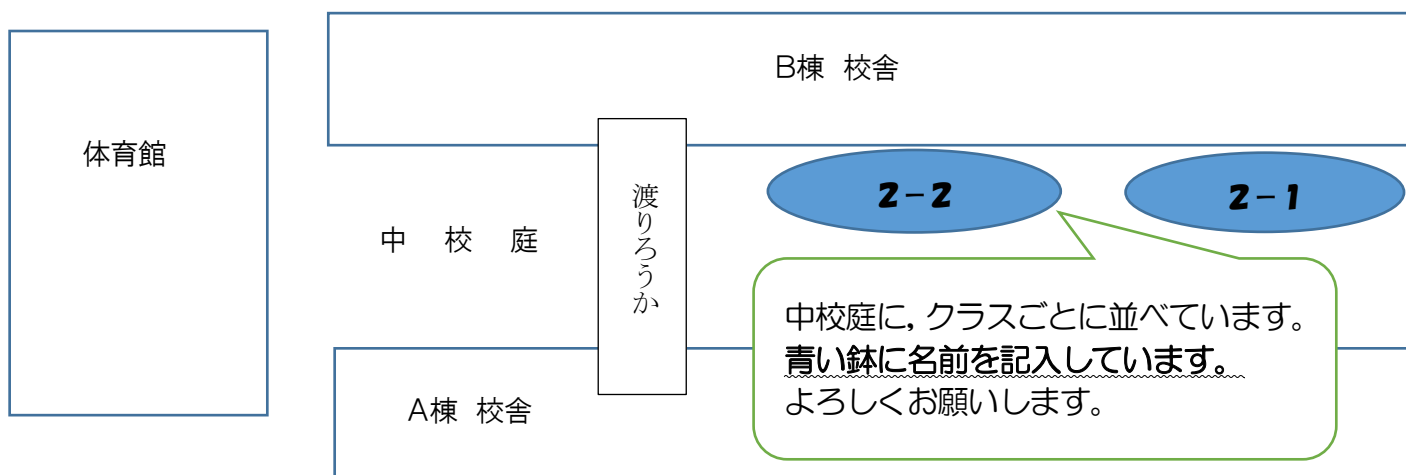 B棟 校舎
体育館
渡りろうか
2-2
2-1
中 校 庭
中校庭に，クラスごとに並べています。
青い鉢に名前を記入しています。
よろしくお願いします。
A棟 校舎